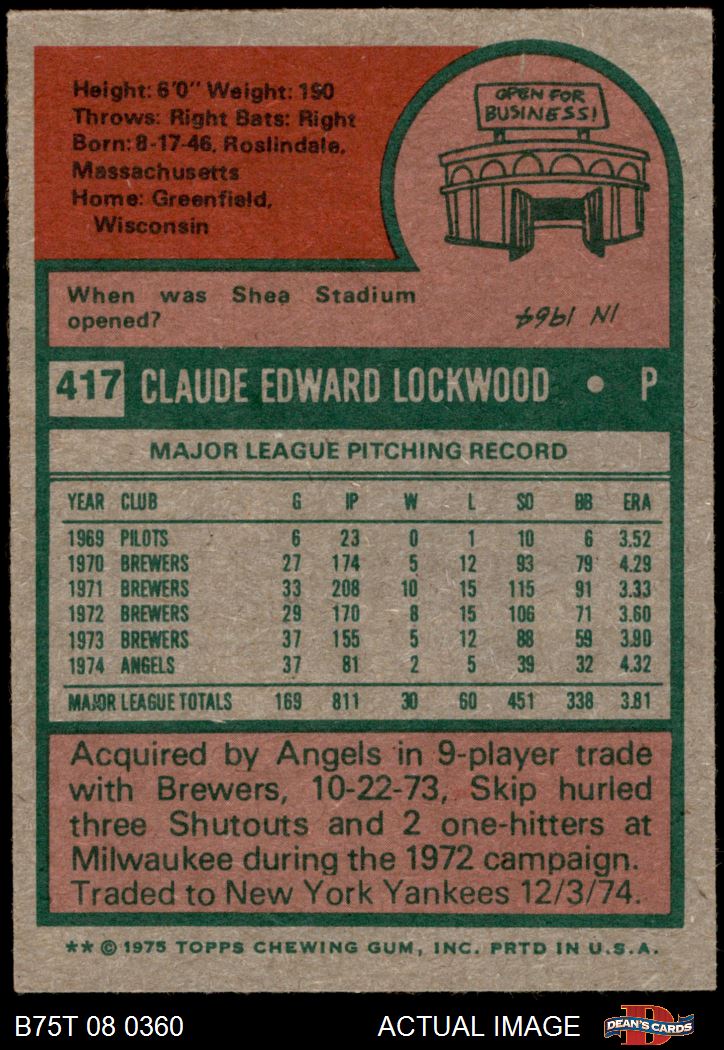 Height: 6'0" Weight: 190
Throws: Right Bats: Right
Born: 8-17-46, Roslindale,
Massachusetts
Home: Greenfield,
Wisconsin
OPEN FOR
BUSINESS!
When was Shea Stadium
opened?
IN 1964
417 CLAUDE EDWARD LOCKWOOD • P
MAJOR LEAGUE PITCHING RECORD
YEAR CLUB G IP W L SO BB ERA
1969 PILOTS 6 23 0 1 10 6 3.52
1970 BREWERS 27 174 5 12 93 79 4.29
1971 BREWERS 33 208 10 15 115 91 3.33
1972 BREWERS 29 170 8 15 106 71 3.60
1973 BREWERS 37 155 5 12 88 59 3.90
1974 ANGELS 37 81 2 5 39 32 4.32
MAJOR LEAGUE TOTALS 169 811 30 60 451 338 3.81
Acquired by Angels in 9-player trade
with Brewers, 10-22-73, Skip hurled
three Shutouts and 2 one-hitters at
Milwaukee during the 1972 campaign.
Traded to New York Yankees 12/3/74.
** © 1975 TOPPS CHEWING GUM, INC. PRTD IN U.S.A.
B75T 08 0360 ACTUAL IMAGE DEAN'S CARDS